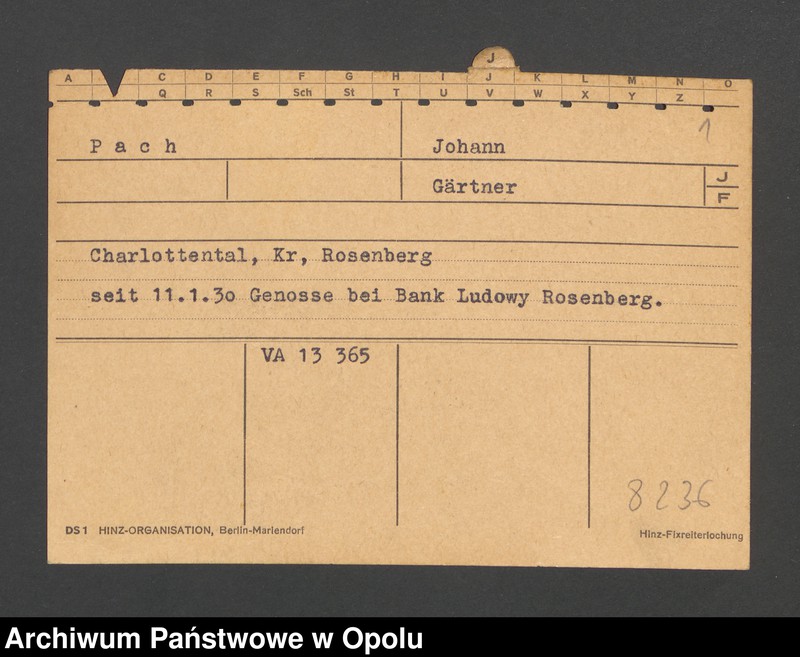 J
A C D E F G H I J K L M N O
Q R S Sch St T U V W X Y Z
1
Pach Johann
Gärtner J
F
Charlottental, Kr, Rosenberg
seit 11.1.3o Genosse bei Bank Ludowy Rosenberg.
VA 13 365
8236
DS1 HINZ-ORGANISATION, Berlin-Mariendorf Hinz-Fixreiterlochung
Archiwum Państwowe w Opolu